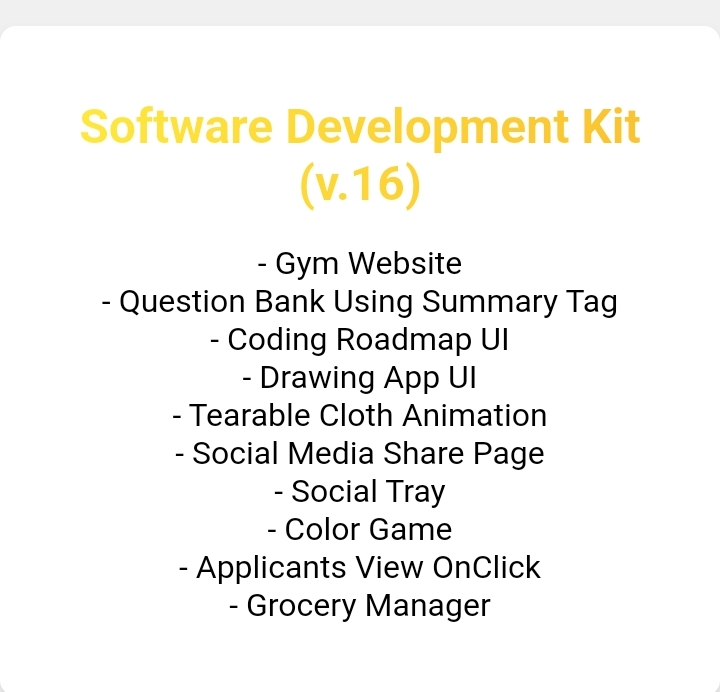 Software Development Kit
(v.16)
- Gym Website
- Question Bank Using Summary Tag
- Coding Roadmap UI
- Drawing App UI
- Tearable Cloth Animation
- Social Media Share Page
- Social Tray
- Color Game
- Applicants View OnClick
- Grocery Manager